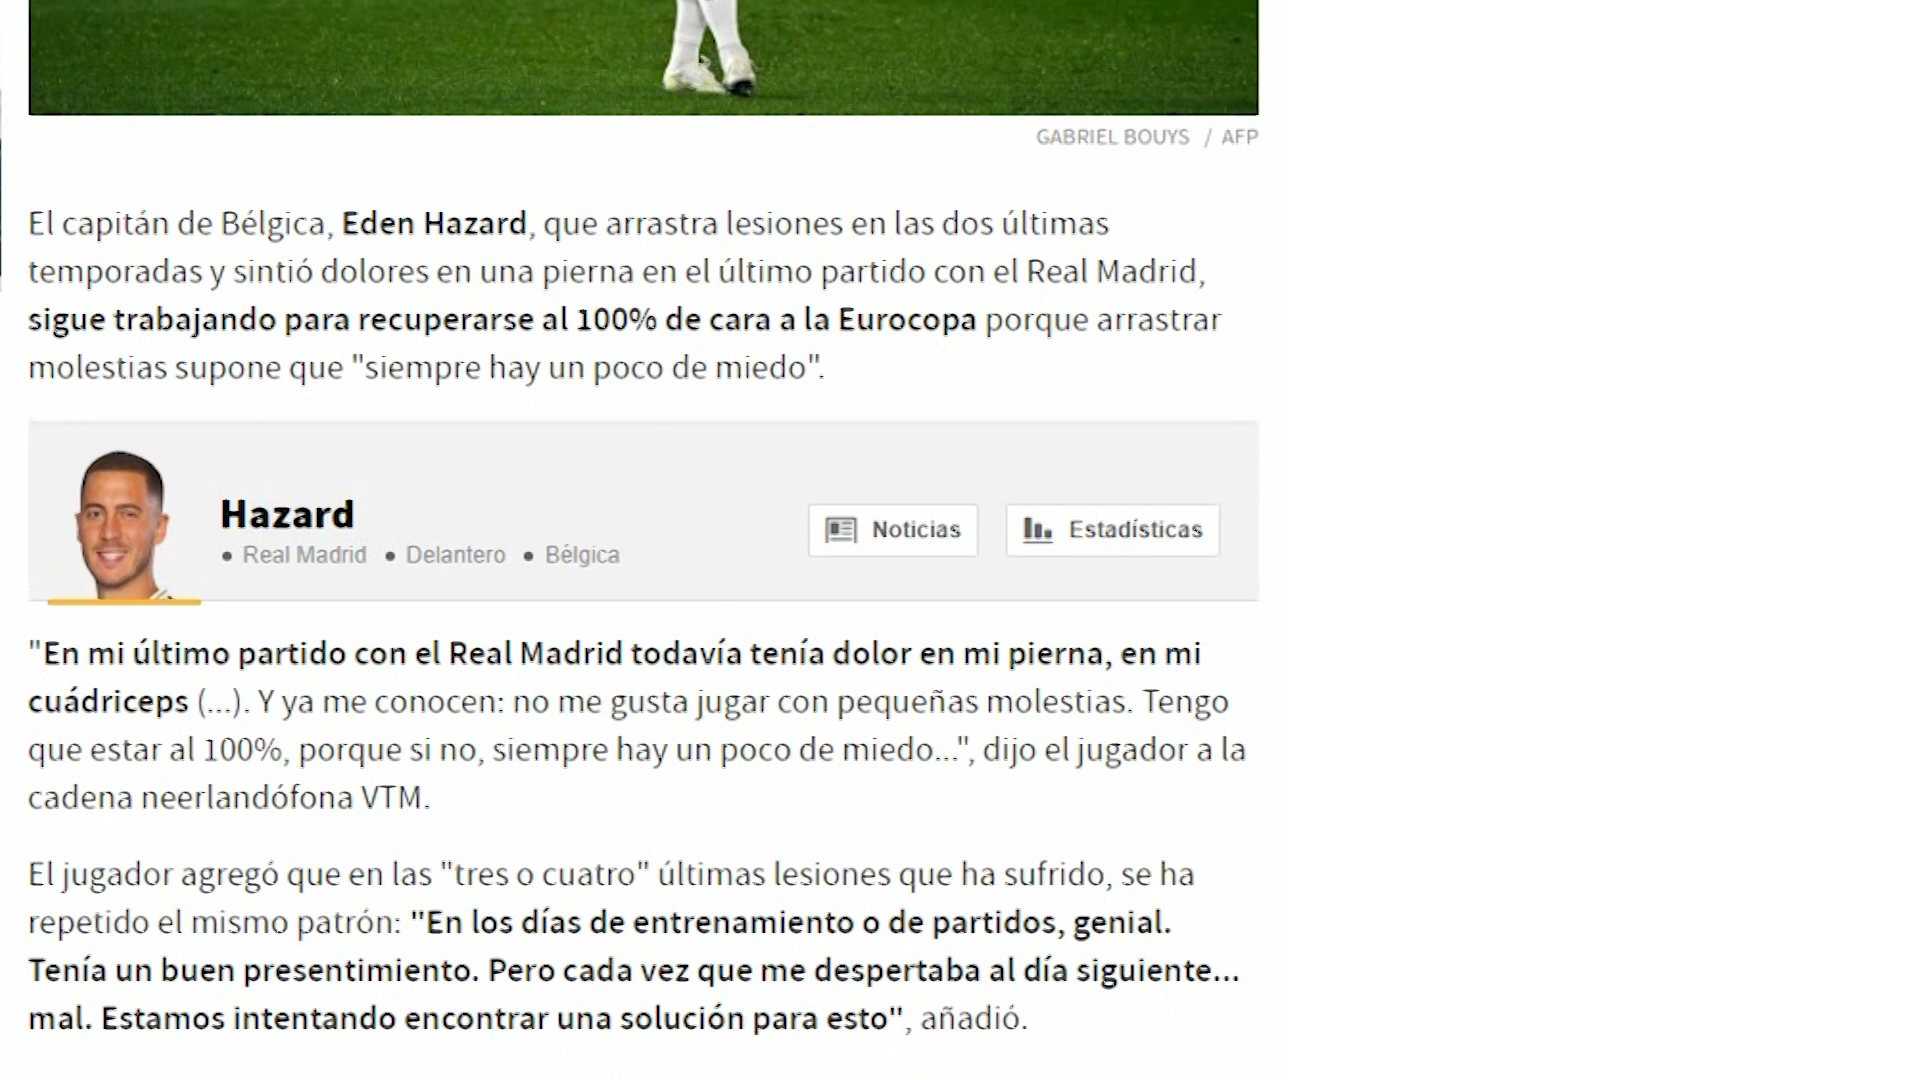 GABRIEL BOUYS / AFP
El capitán de Bélgica, Eden Hazard, que arrastra lesiones en las dos últimas
temporadas y sintió dolores en una pierna en el último partido con el Real Madrid,
sigue trabajando para recuperarse al 100% de cara a la Eurocopa porque arrastrar
molestias supone que "siempre hay un poco de miedo".
Hazard
• Real Madrid • Delantero • Bélgica
Noticias
Estadísticas
"En mi último partido con el Real Madrid todavía tenía dolor en mi pierna, en mi
cuádriceps (...). Y ya me conocen: no me gusta jugar con pequeñas molestias. Tengo
que estar al 100%, porque si no, siempre hay un poco de miedo...", dijo el jugador a la
cadena neerlandófona VTM.
El jugador agregó que en las "tres o cuatro" últimas lesiones que ha sufrido, se ha
repetido el mismo patrón: "En los días de entrenamiento o de partidos, genial.
Tenía un buen presentimiento. Pero cada vez que me despertaba al día siguiente...
mal. Estamos intentando encontrar una solución para esto", añadió.